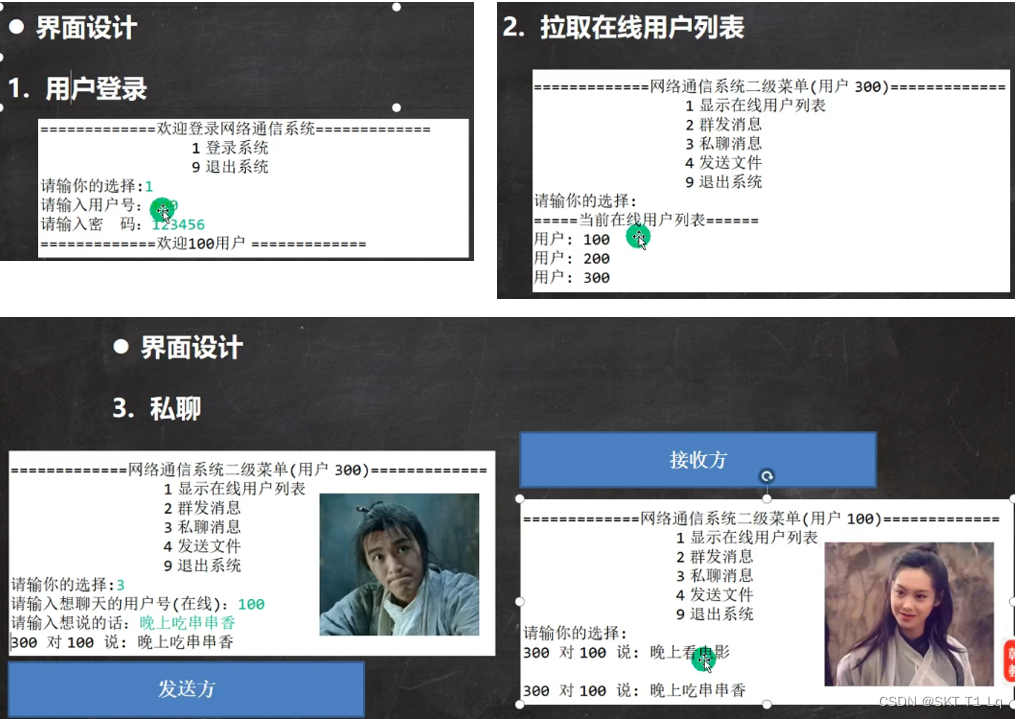 ● 界面设计
1. 用户登录
=============欢迎登录网络通信系统=============
1 登录系统
9 退出系统
请输你的选择:1
请输入用户号: 0
请输入密 码: 123456
=============欢迎100用户 =============
2. 拉取在线用户列表
=============网络通信系统二级菜单(用户 300)=============
1 显示在线用户列表
2 群发消息
3 私聊消息
4 发送文件
9 退出系统
请输你的选择:
=====当前在线用户列表======
用户: 100
用户: 200
用户: 300
● 界面设计
3. 私聊
=============网络通信系统二级菜单(用户 300)=============
1 显示在线用户列表
2 群发消息
3 私聊消息
4 发送文件
9 退出系统
请输你的选择:3
请输入想聊天的用户号(在线): 100
请输入想说的话: 晚上吃串串香
300 对 100 说: 晚上吃串串香
发送方
接收方
=============网络通信系统二级菜单(用户 100)=============
1 显示在线用户列表
2 群发消息
3 私聊消息
4 发送文件
9 退出系统
请输你的选择:
300 对 100 说: 晚上看电影
300 对 100 说: 晚上吃串串香
CSDN @SKT_T1_Lq